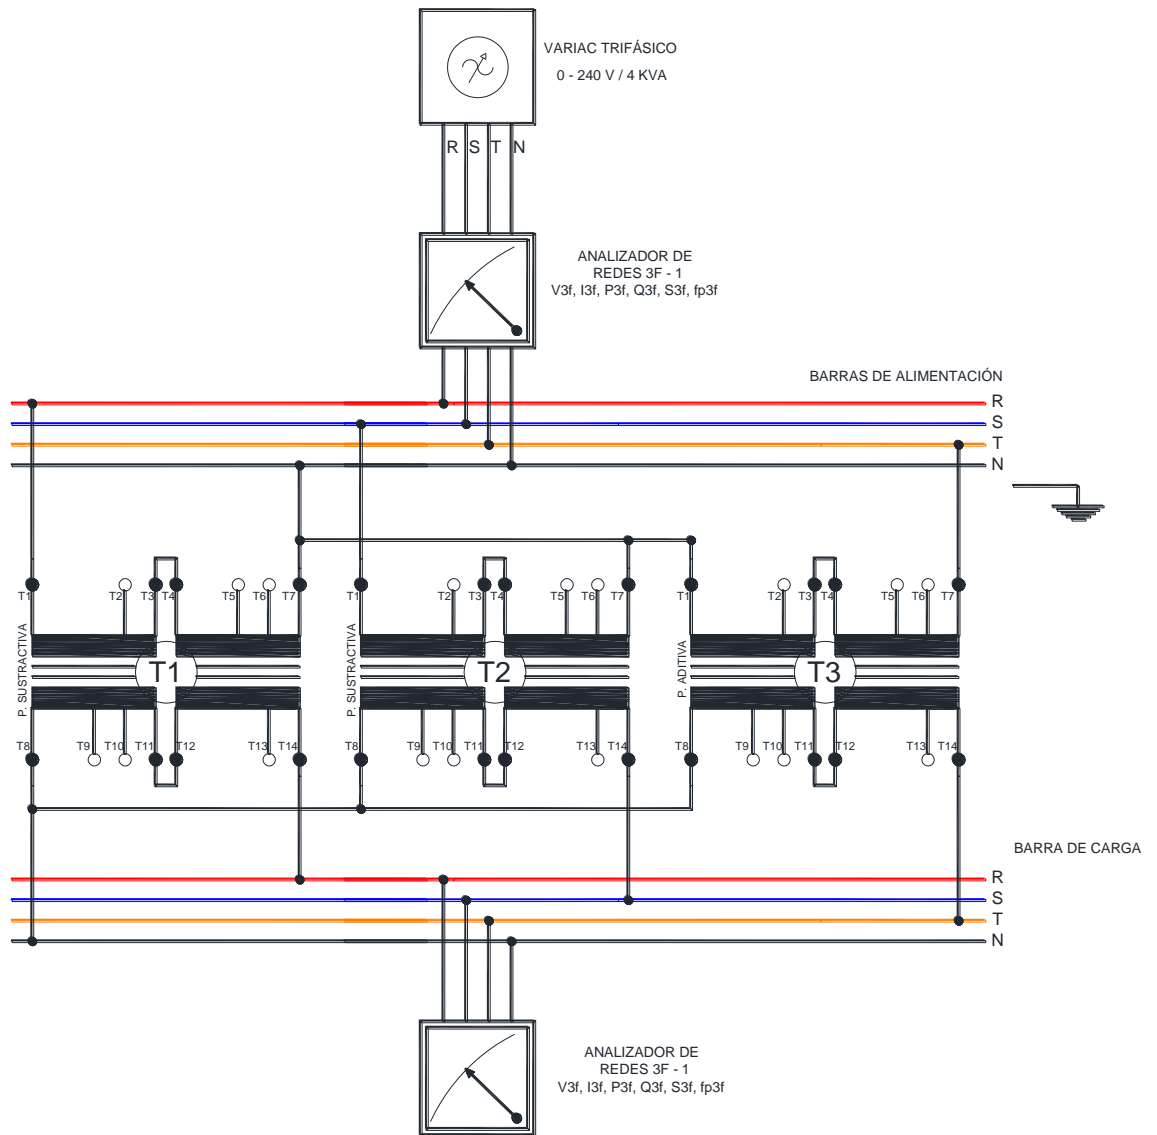 VARIAC TRIFÁSICO
0 - 240 V / 4 KVA
R S T N
ANALIZADOR DE
REDES 3F - 1
V3f, I3f, P3f, Q3f, S3f, fp3f
BARRAS DE ALIMENTACIÓN
R
S
T
N
T1 T2 T3 T4 T5 T6 T7 T1 T2 T3 T4 T5 T6 T7 T1 T2 T3 T4 T5 T6 T7
P. SUSTRACTIVA
T1
P. SUSTRACTIVA
T2
P. ADITIVA
T3
T8 T9 T10 T11 T12 T13 T14 T8 T9 T10 T11 T12 T13 T14 T8 T9 T10 T11 T12 T13 T14
BARRA DE CARGA
R
S
T
N
ANALIZADOR DE
REDES 3F - 1
V3f, I3f, P3f, Q3f, S3f, fp3f